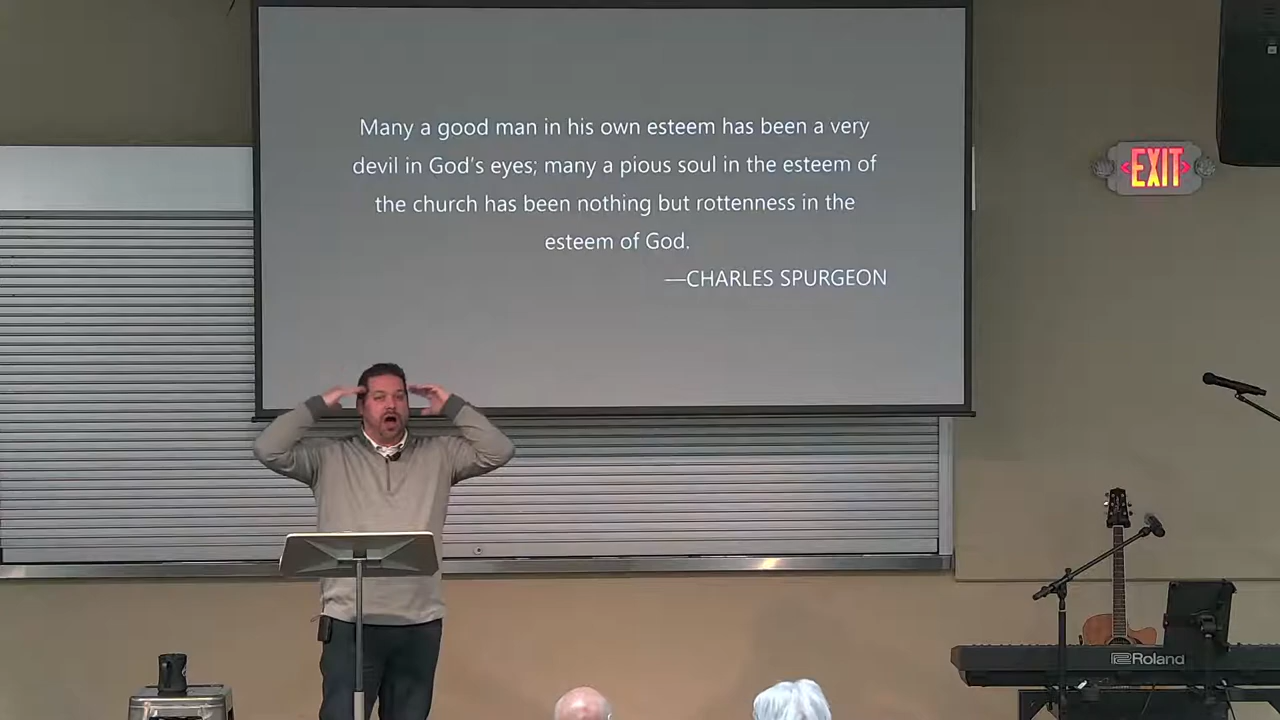 Many a good man in his own esteem has been a very
devil in God's eyes; many a pious soul in the esteem of
the church has been nothing but rottenness in the
esteem of God.
—CHARLES SPURGEON
EXIT
Roland